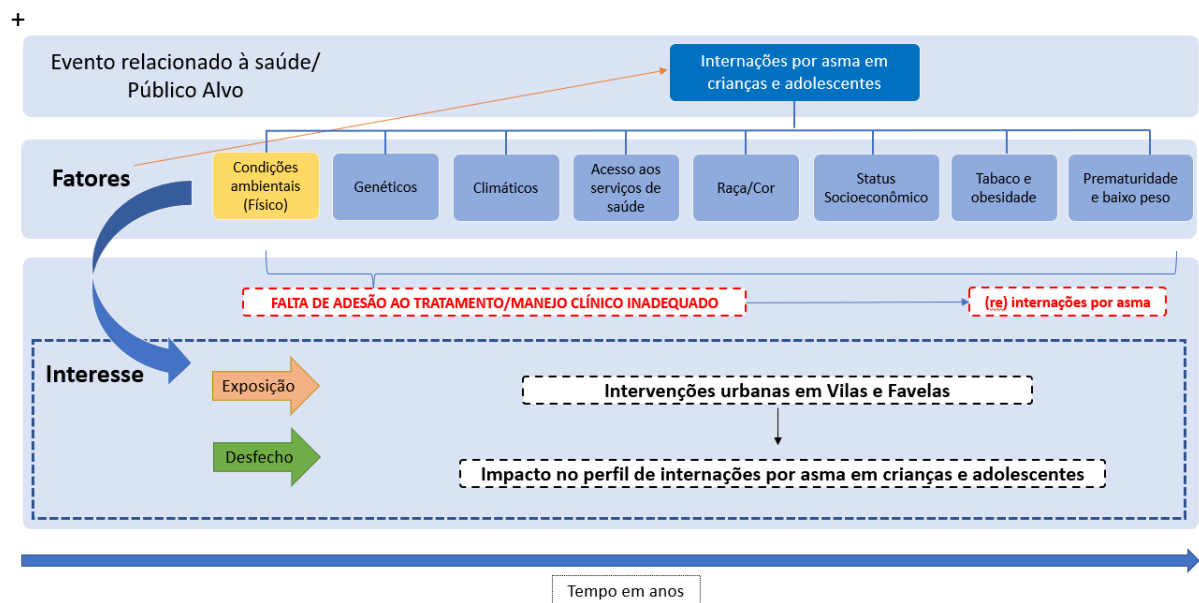 +
Evento relacionado à saúde/
Público Alvo
Internações por asma em
crianças e adolescentes
Fatores
Condições
ambientais
(Físico)
Genéticos
Climáticos
Acesso aos
serviços de
saúde
Raça/Cor
Status
Socioeconômico
Tabaco e
obesidade
Prematuridade
e baixo peso
FALTA DE ADESÃO AO TRATAMENTO/MANEJO CLÍNICO INADEQUADO
(re) internações por asma
Interesse
Exposição
Intervenções urbanas em Vilas e Favelas
Desfecho
Impacto no perfil de internações por asma em crianças e adolescentes
Tempo em anos